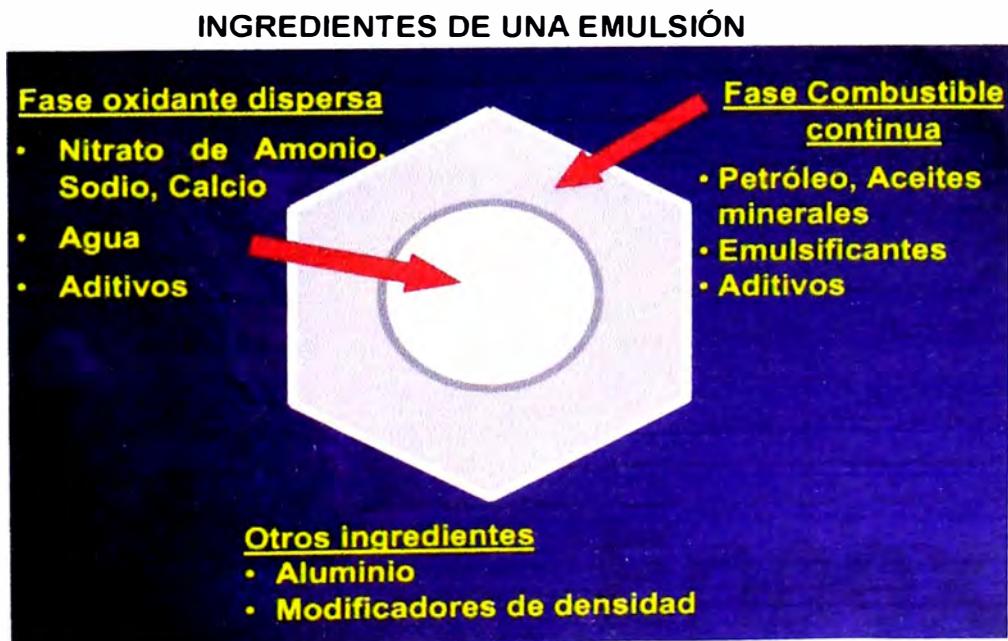 INGREDIENTES DE UNA EMULSIÓN
Fase oxidante dispersa
• Nitrato de Amonio,
Sodio, Calcio
• Agua
• Aditivos
Fase Combustible
continua
• Petróleo, Aceites
minerales
• Emulsificantes
• Aditivos
Otros ingredientes
• Aluminio
• Modificadores de densidad